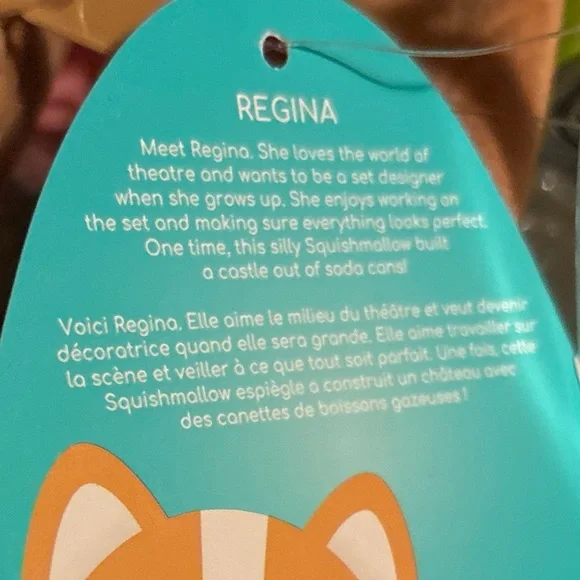 REGINA
Meet Regina. She loves the world of
theatre and wants to be a set designer
when she grows up. She enjoys working on
the set and making sure everything looks perfect.
One time, this silly Squishmallow built
a castle out of soda cans!
Voici Regina. Elle aime le milieu du théâtre et veut devenir
décoratrice quand elle sera grande. Elle aime travailler sur
la scène et veiller à ce que tout soit parfait. Une fois, cette
Squishmallow espiègle a construit un château avec
des canettes de boissons gazeuses!